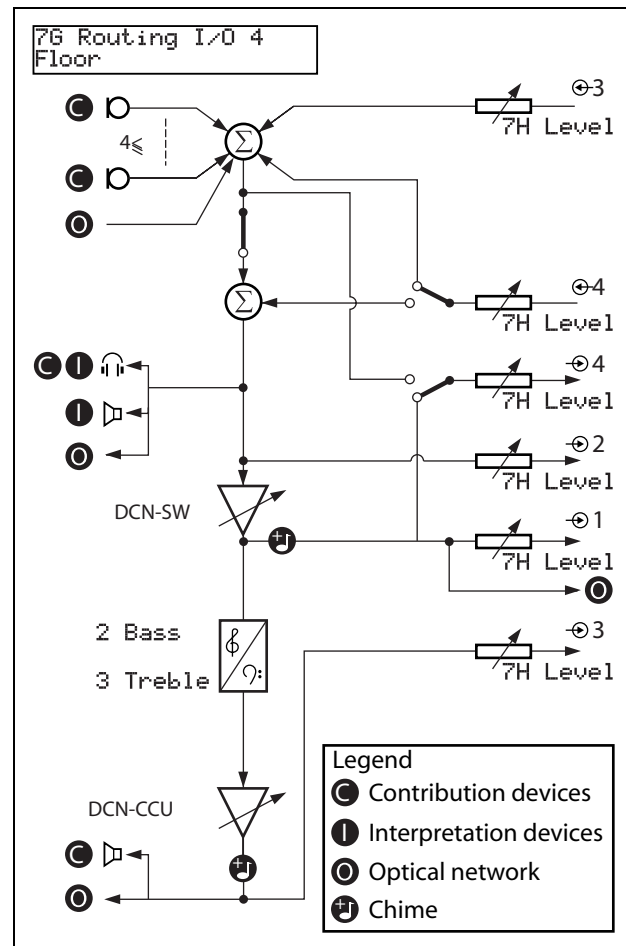 7G Routing I/O 4
Floor
C
3
7H Level
4≤
C
Σ
O
4
7H Level
Σ
4
7H Level
C I
I
O
2
7H Level
DCN-SW
1
7H Level
O
2 Bass
3 Treble
3
7H Level
DCN-CCU
C
O
Legend
C Contribution devices
I Interpretation devices
O Optical network
+ Chime